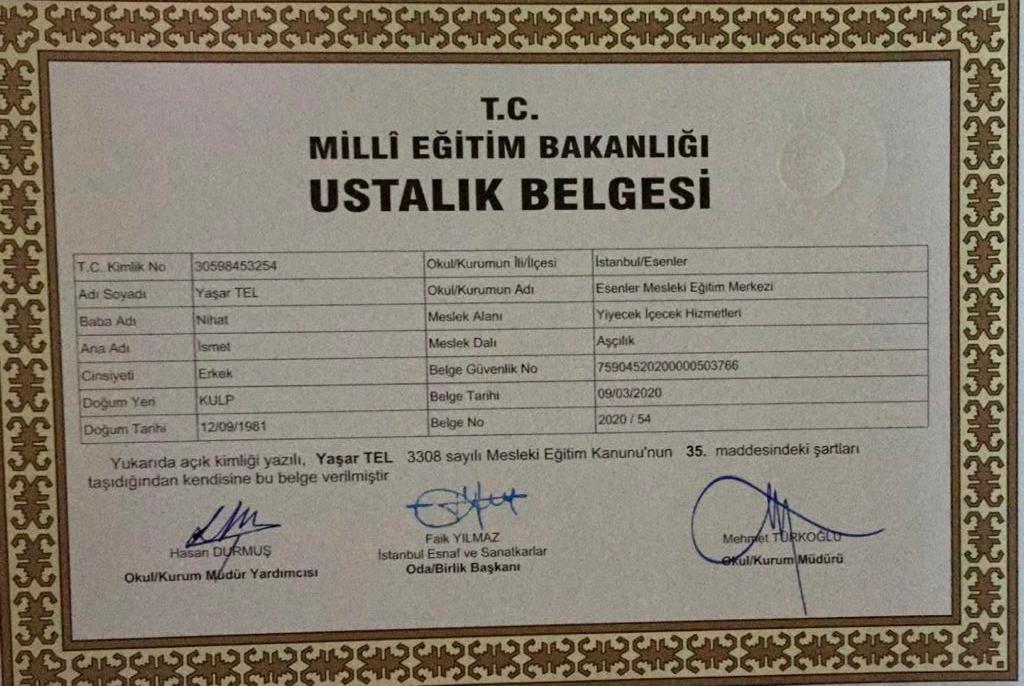 T.C.
MİLLÎ EĞİTİM BAKANLIĞI
USTALIK BELGESİ
T.C. Kimlik No 30598453254 Okul/Kurumun İli/İlçesi İstanbul/Esenler
Adı Soyadı Yaşar TEL Okul/Kurumun Adı Esenler Mesleki Eğitim Merkezi
Baba Adı Nihat Meslek Alanı Yiyecek İçecek Hizmetleri
Ana Adı İsmet Meslek Dalı Aşçılık
Cinsiyeti Erkek Belge Güvenlik No 75904520200000503766
Doğum Yeri KULP Belge Tarihi 09/03/2020
Doğum Tarihi 12/09/1981 Belge No 2020 / 54
Yukarıda açık kimliği yazılı, Yaşar TEL 3308 sayılı Mesleki Eğitim Kanunu'nun 35. maddesindeki şartları
taşıdığından kendisine bu belge verilmiştir
Hasan DURMUŞ
Okul/Kurum Müdür Yardımcısı
Faik YILMAZ
İstanbul Esnaf ve Sanatkarlar
Oda/Birlik Başkanı
Mehmet TÜRKOĞLU
Okul/Kurum Müdürü